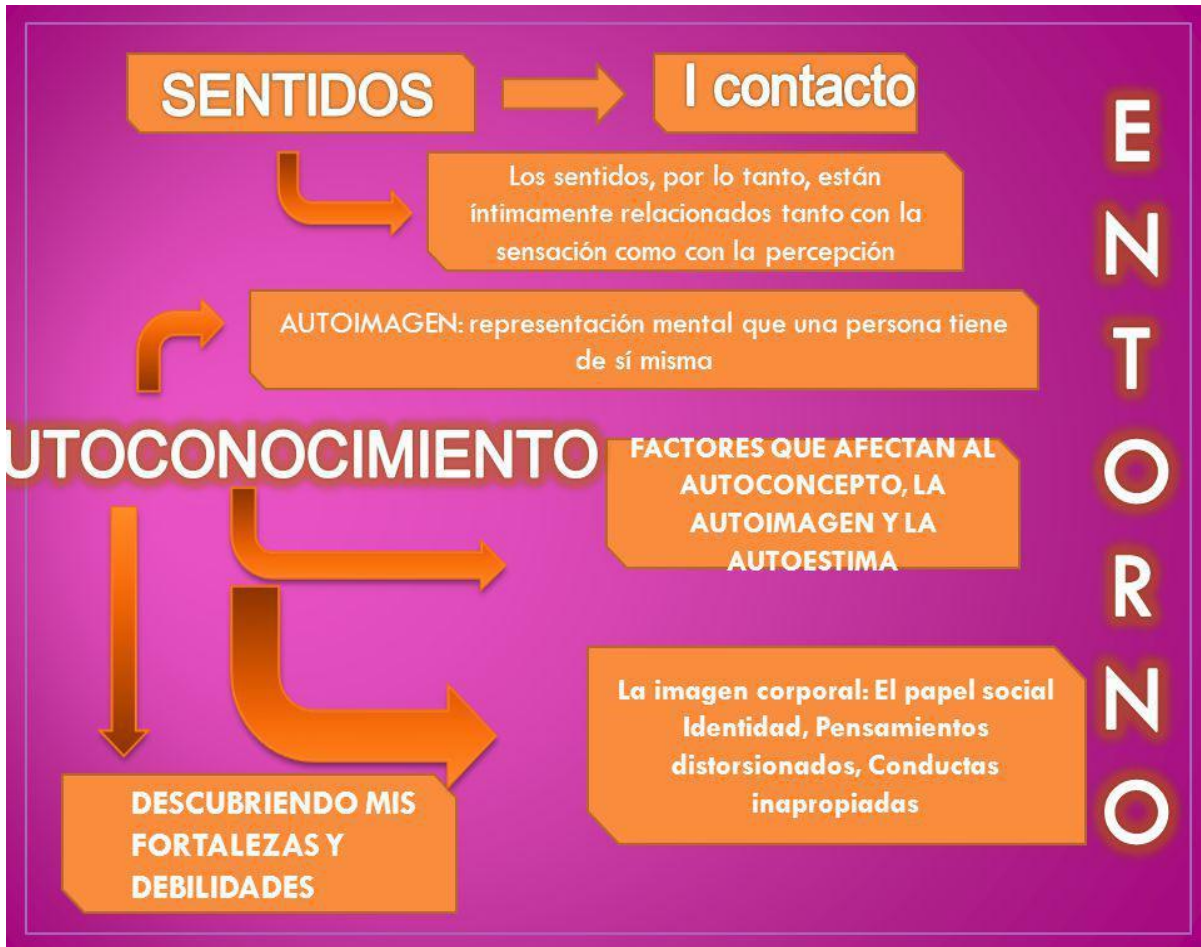 SENTIDOS
I contacto
Los sentidos, por lo tanto, están
íntimamente relacionados tanto con la
sensación como con la percepción
AUTOIMAGEN: representación mental que una persona tiene
de sí misma
UTOCONOCIMIENTO
FACTORES QUE AFECTAN AL
AUTOCONCEPTO, LA
AUTOIMAGEN Y LA
AUTOESTIMA
La imagen corporal: El papel social
Identidad, Pensamientos
distorsionados, Conductas
inapropiadas
DESCUBRIENDO MIS
FORTALEZAS Y
DEBILIDADES
ENTORNO